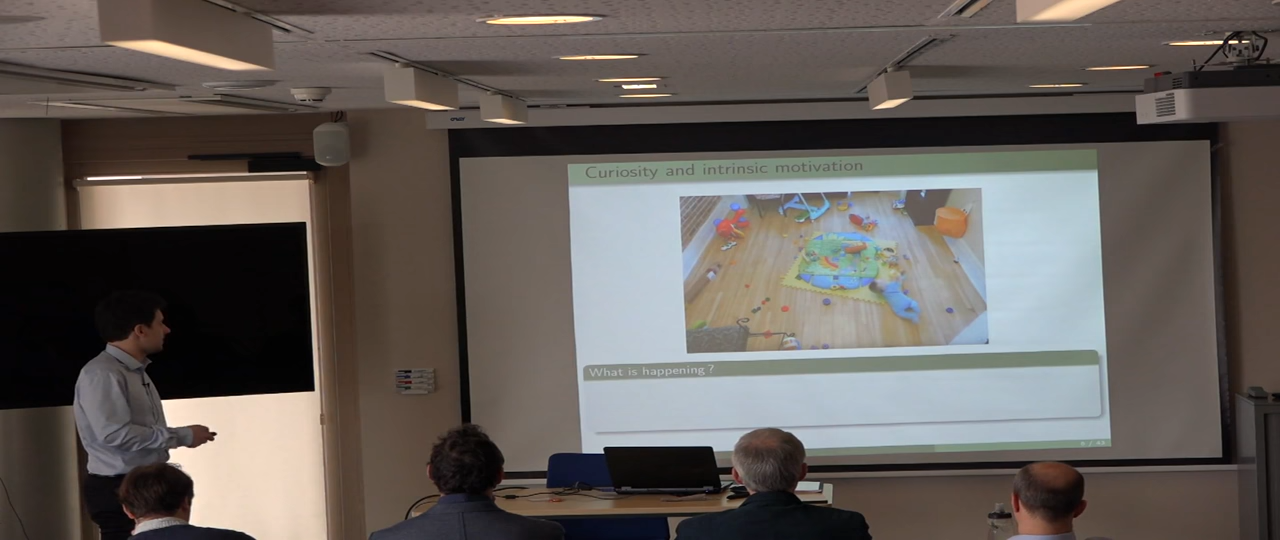 Curiosity and intrinsic motivation
What is happening ?